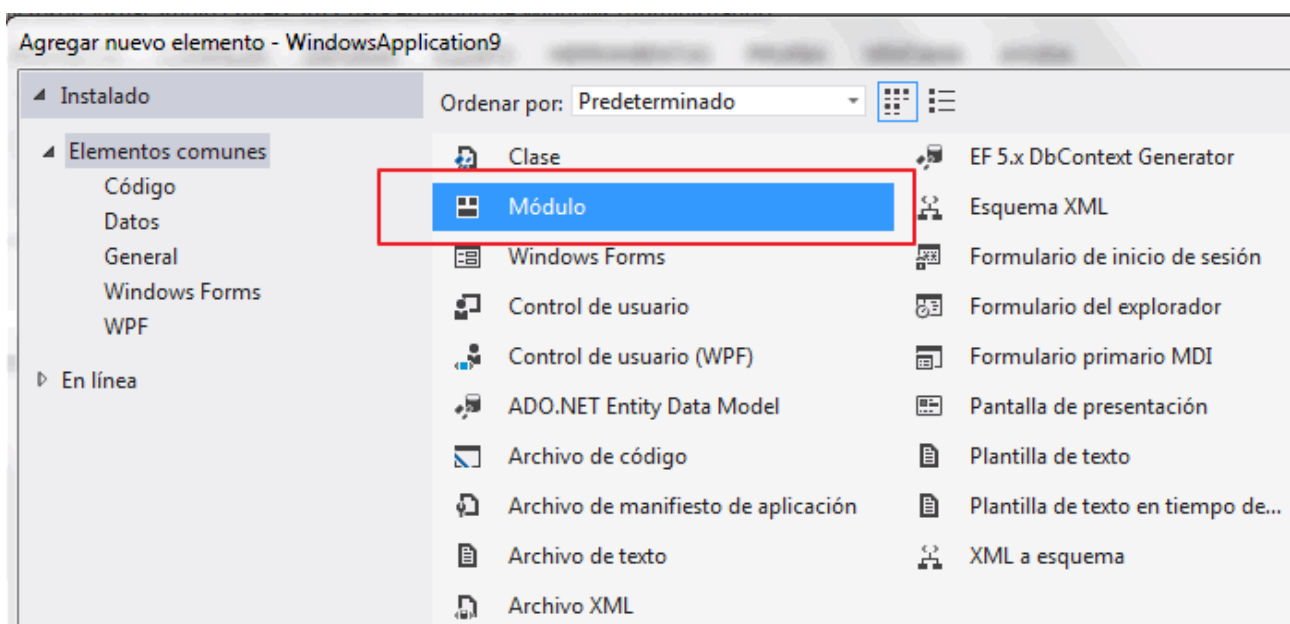 Agregar nuevo elemento - WindowsApplication9
Instalado
Elementos comunes
Código
Datos
General
Windows Forms
WPF
En línea
Ordenar por: Predeterminado
Clase
Módulo
Windows Forms
Control de usuario
Control de usuario (WPF)
ADO.NET Entity Data Model
Archivo de código
Archivo de manifiesto de aplicación
Archivo de texto
Archivo XML
EF 5.x DbContext Generator
Esquema XML
Formulario de inicio de sesión
Formulario del explorador
Formulario primario MDI
Pantalla de presentación
Plantilla de texto
Plantilla de texto en tiempo de...
XML a esquema